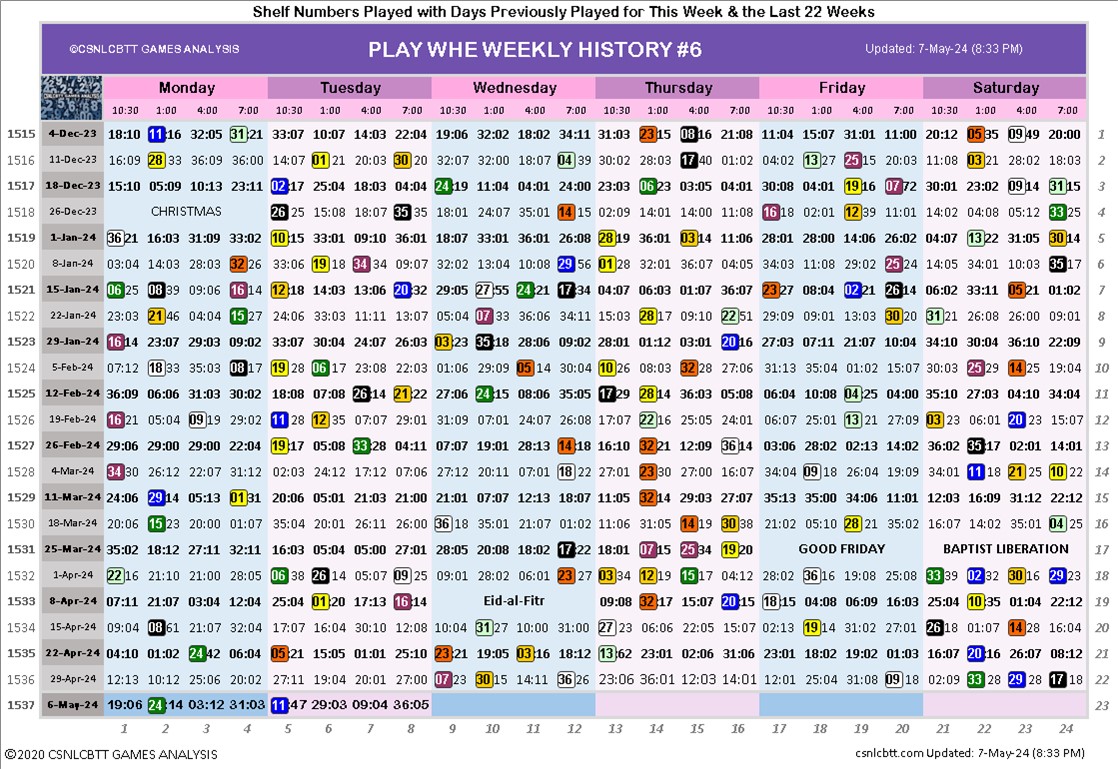 Shelf Numbers Played with Days Previously Played for This Week & the Last 22 Weeks
©CSNLCBTT GAMES ANALYSIS PLAY WHE WEEKLY HISTORY #6 Updated: 7-May-24 (8:33 PM)
Monday Tuesday Wednesday Thursday Friday Saturday
10:30 1:00 4:00 7:00 10:30 1:00 4:00 7:00 10:30 1:00 4:00 7:00 10:30 1:00 4:00 7:00 10:30 1:00 4:00 7:00 10:30 1:00 4:00 7:00
1515 4-Dec-23 18:10 11:16 32:05 31:21 33:07 10:07 14:03 22:04 19:06 32:02 18:02 34:11 31:03 23:15 08:16 21:08 11:04 15:07 31:01 11:00 20:12 05:35 09:49 20:00 1
1516 11-Dec-23 16:09 28:33 36:09 36:00 14:07 01:21 20:03 30:20 32:07 32:00 18:07 04:39 30:02 28:03 17:40 01:02 04:02 13:27 25:15 20:03 11:08 03:21 28:02 18:03 2
1517 18-Dec-23 15:10 05:09 10:13 23:11 02:17 25:04 18:03 04:04 24:19 11:04 04:01 24:00 23:03 06:23 03:05 04:01 30:08 04:01 19:16 07:72 30:01 23:02 09:14 31:15 3
1518 26-Dec-23 CHRISTMAS 26:25 15:08 18:07 35:35 18:01 24:07 35:01 14:15 02:09 14:01 14:00 11:08 16:18 02:01 12:39 11:01 14:02 04:08 05:12 33:25 4
1519 1-Jan-24 36:21 16:03 31:09 33:02 10:15 33:01 09:10 36:01 18:07 33:01 36:01 26:08 28:19 36:01 03:14 11:06 28:01 28:00 14:06 26:02 04:07 13:22 31:05 30:14 5
1520 8-Jan-24 03:04 14:03 28:03 32:26 33:06 19:18 34:34 09:07 32:02 13:04 10:08 29:56 01:28 32:01 36:07 04:05 34:03 11:08 29:02 25:24 14:05 34:01 10:03 35:17 6
1521 15-Jan-24 06:25 08:39 09:06 16:14 12:18 14:03 13:06 20:32 29:05 27:55 24:21 17:34 04:07 06:03 01:07 36:07 23:27 08:04 02:21 26:14 06:02 33:11 05:21 01:02 7
1522 22-Jan-24 23:03 21:46 04:04 15:27 24:06 33:03 11:11 13:07 05:04 07:33 36:06 34:11 15:03 28:17 09:10 22:51 29:09 08:01 07:13 30:20 31:21 26:08 26:00 09:01 8
1523 29-Jan-24 16:14 23:07 29:03 09:02 33:07 30:04 24:07 26:03 03:23 35:18 28:06 09:02 28:01 01:12 03:01 20:16 27:03 07:11 21:07 10:04 34:10 30:04 36:10 22:09 9
1524 5-Feb-24 07:12 18:33 35:03 08:17 19:28 06:17 23:08 22:03 01:06 29:09 05:14 30:04 10:26 08:03 32:28 27:06 31:13 35:04 01:02 15:07 30:03 25:29 14:25 19:04 10
1525 12-Feb-24 36:09 06:06 31:03 30:02 18:08 07:08 26:14 21:22 27:06 24:15 08:06 35:05 17:29 28:14 36:03 05:08 06:04 10:08 04:25 04:00 35:10 27:03 04:10 34:04 11
1526 19-Feb-24 16:21 05:04 09:19 05:02 11:28 12:35 07:07 29:01 31:09 07:01 24:07 26:08 17:07 22:16 25:05 24:01 06:07 25:01 13:21 27:09 03:23 06:01 20:23 15:07 12
1527 26-Feb-24 29:06 29:00 29:00 22:04 19:17 05:08 33:28 04:11 07:07 19:01 28:13 14:18 16:10 32:21 12:09 36:14 03:06 28:02 02:13 14:02 36:02 35:17 02:01 14:01 13
1528 4-Mar-24 34:30 26:12 22:07 31:12 02:03 24:12 17:12 07:06 27:12 20:11 07:01 18:22 27:01 23:30 27:00 16:07 34:04 09:18 26:04 19:09 34:01 11:18 21:25 10:22 14
1529 11-Mar-24 24:06 29:14 05:13 01:31 20:06 05:01 21:03 21:00 21:01 07:07 12:13 18:07 11:05 32:14 29:03 27:07 35:13 35:00 34:06 11:01 12:03 16:09 31:12 22:12 15
1530 18-Mar-24 20:06 15:23 20:00 01:07 35:04 20:01 26:11 26:00 36:18 35:01 21:07 01:02 11:06 31:05 14:19 30:38 21:02 05:10 28:21 03:07 16:07 14:02 35:01 04:25 16
1531 25-Mar-24 35:02 18:12 27:11 32:11 16:03 05:04 05:00 17:00 28:05 20:08 18:02 17:22 18:01 07:15 25:34 19:20 GOOD FRIDAY BAPTIST LIBERATION 17
1532 1-Apr-24 22:16 21:10 21:00 28:05 06:38 26:14 05:07 09:25 09:01 28:02 06:01 23:27 03:34 12:19 15:17 04:12 28:02 36:16 19:08 25:08 33:39 02:32 30:16 29:23 18
1533 8-Apr-24 07:11 21:07 03:04 12:04 25:04 01:20 17:13 16:14 Eid-al-Fitr 09:08 32:17 15:07 20:15 18:15 04:08 06:09 16:03 25:04 10:35 01:04 22:12 19
1534 15-Apr-24 09:04 08:61 21:07 32:04 17:07 16:04 30:10 12:08 10:04 31:27 10:00 31:00 27:23 06:06 22:05 15:07 02:13 19:14 31:02 27:01 26:18 01:07 14:28 16:04 20
1535 22-Apr-24 04:10 01:02 24:42 06:04 05:21 15:05 01:01 25:10 23:21 19:05 03:16 18:12 13:62 23:01 02:06 31:06 23:01 18:02 19:02 01:03 16:07 20:16 26:07 08:12 21
1536 29-Apr-24 12:13 10:12 25:06 20:02 27:04 19:04 20:01 27:00 07:23 30:15 14:11 36:26 23:06 36:01 12:03 14:01 12:01 25:04 31:08 09:18 02:09 33:28 29:28 17:18 22
1537 6-May-24 19:06 24:14 03:12 31:03 11:47 29:03 09:04 36:05 23
1 2 3 4 5 6 7 8 9 10 11 12 13 14 15 16 17 18 19 20 21 22 23 24
©2020 CSNLCBTT GAMES ANALYSIS csnlcbtt.com Updated: 7-May-24 (8:33 PM)